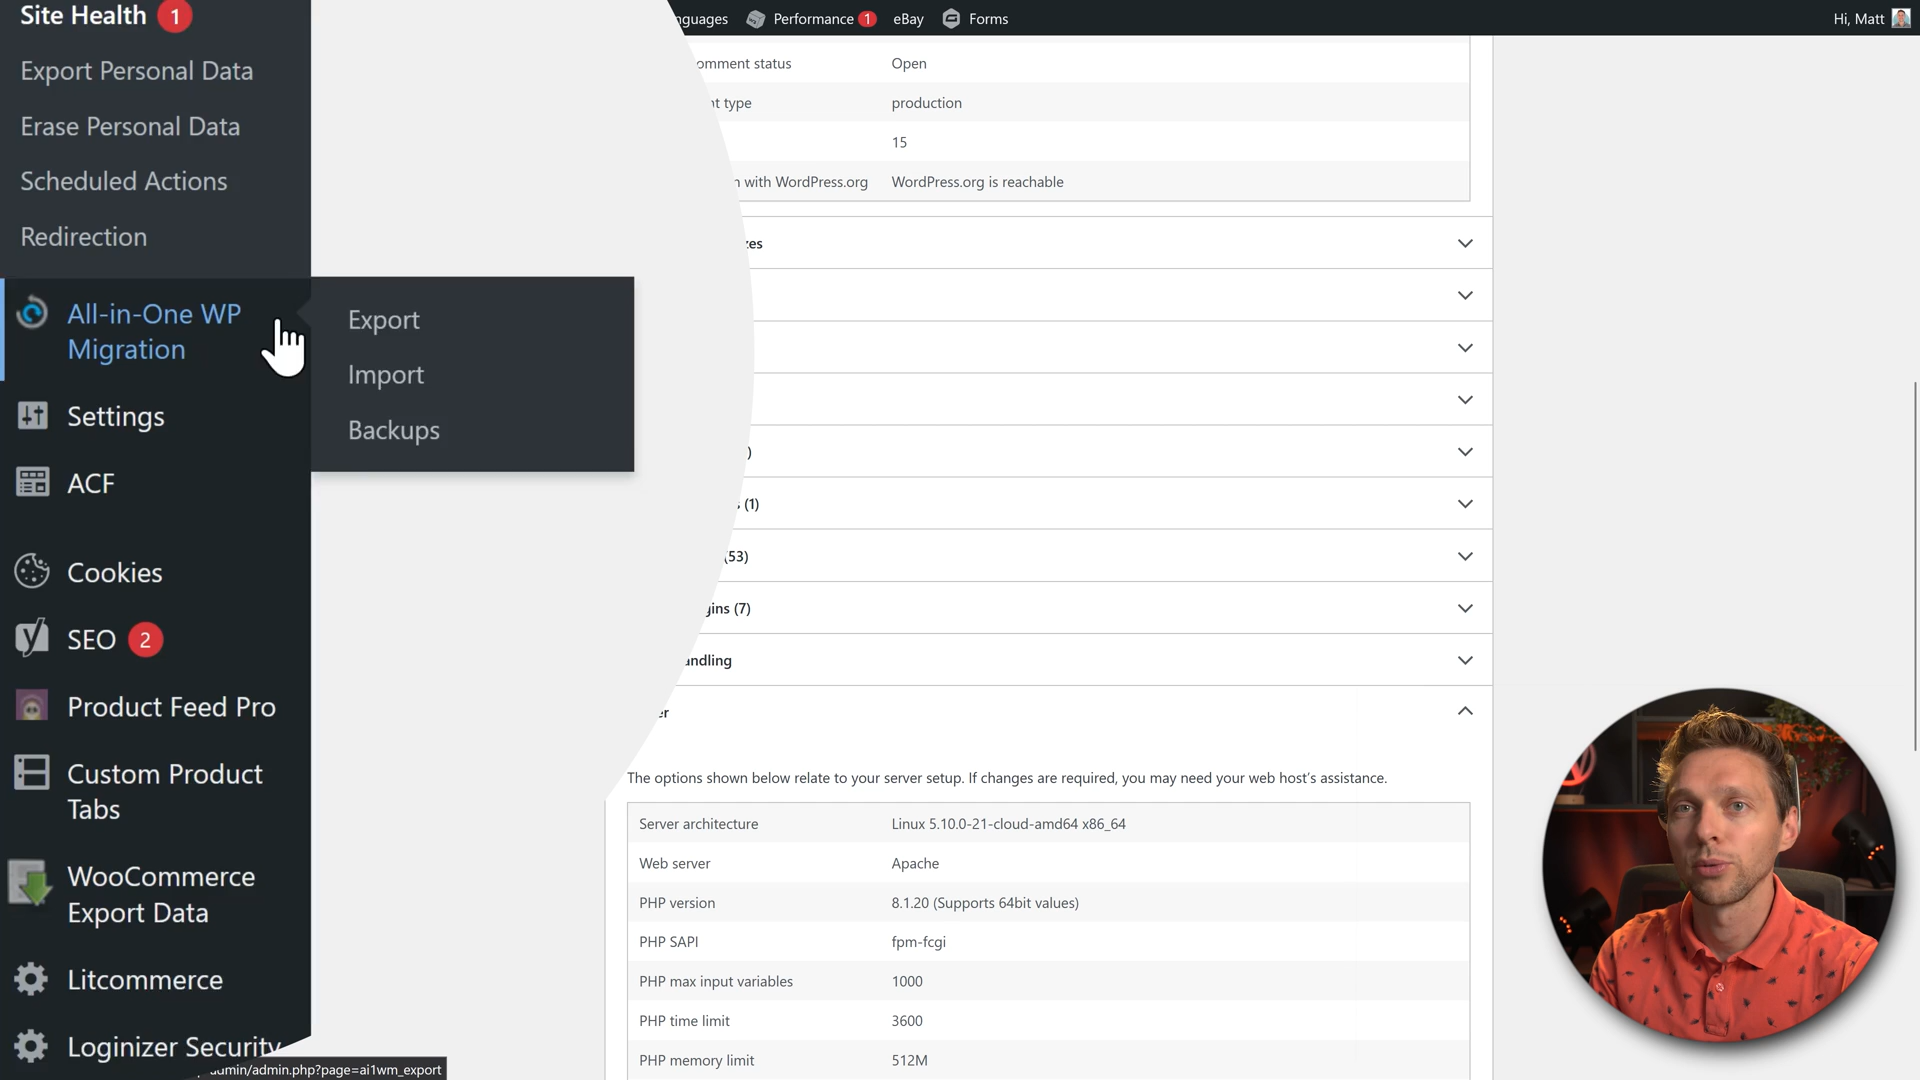 Site Health 1
Export Personal Data
Erase Personal Data
Scheduled Actions
Redirection
All-in-One WP
Migration
Export
Import
Backups
Settings
ACF
Cookies
SEO 2
Product Feed Pro
Custom Product
Tabs
WooCommerce
Export Data
Litcommerce
Loginizer Security
admin/admin.php?page=ai1wm_export
nguages Performance 1 eBay Forms Hi, Matt
omment status Open
nt type production
15
n with WordPress.org WordPress.org is reachable
zes
)
s (1)
(53)
gins (7)
andling
er
The options shown below relate to your server setup. If changes are required, you may need your web host's assistance.
Server architecture Linux 5.10.0-21-cloud-amd64 x86_64
Web server Apache
PHP version 8.1.20 (Supports 64bit values)
PHP SAPI fpm-fcgi
PHP max input variables 1000
PHP time limit 3600
PHP memory limit 512M